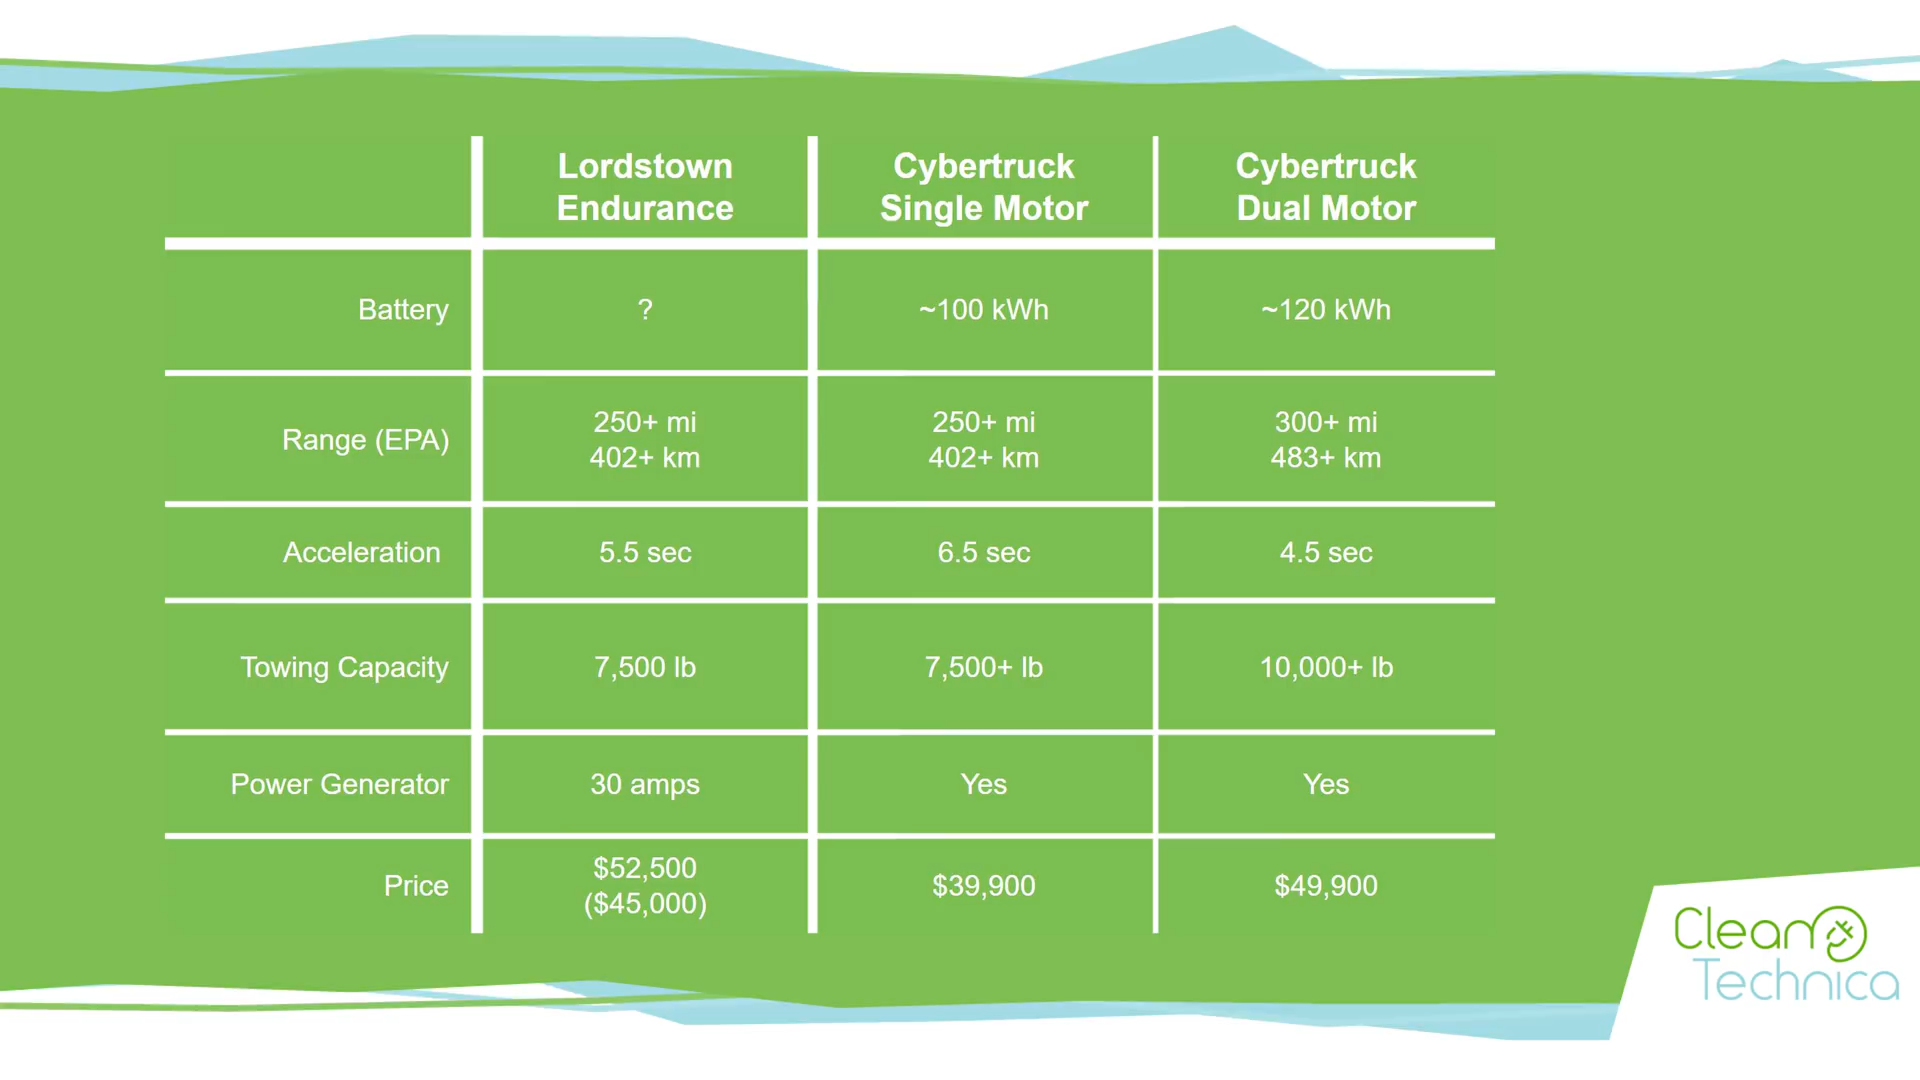 Lordstown
Endurance
Cybertruck
Single Motor
Cybertruck
Dual Motor
Battery
?
~100 kWh
~120 kWh
Range (EPA)
250+ mi
402+ km
250+ mi
402+ km
300+ mi
483+ km
Acceleration
5.5 sec
6.5 sec
4.5 sec
Towing Capacity
7,500 lb
7,500+ lb
10,000+ lb
Power Generator
30 amps
Yes
Yes
Price
$52,500
($45,000)
$39,900
$49,900
Clean
Technica